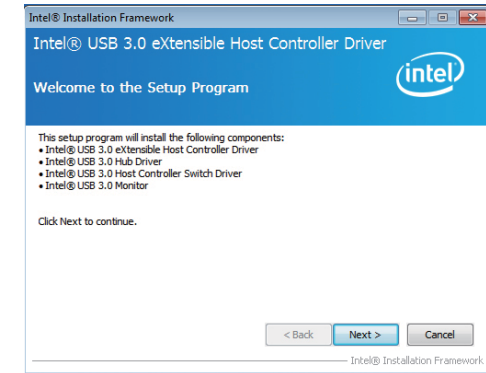 Intel® Installation Framework
Intel® USB 3.0 eXtensible Host Controller Driver
intel
Welcome to the Setup Program
This setup program will install the following components:
• Intel® USB 3.0 eXtensible Host Controller Driver
• Intel® USB 3.0 Hub Driver
• Intel® USB 3.0 Host Controller Switch Driver
• Intel® USB 3.0 Monitor
Click Next to continue.
< Back Next > Cancel
Intel® Installation Framework